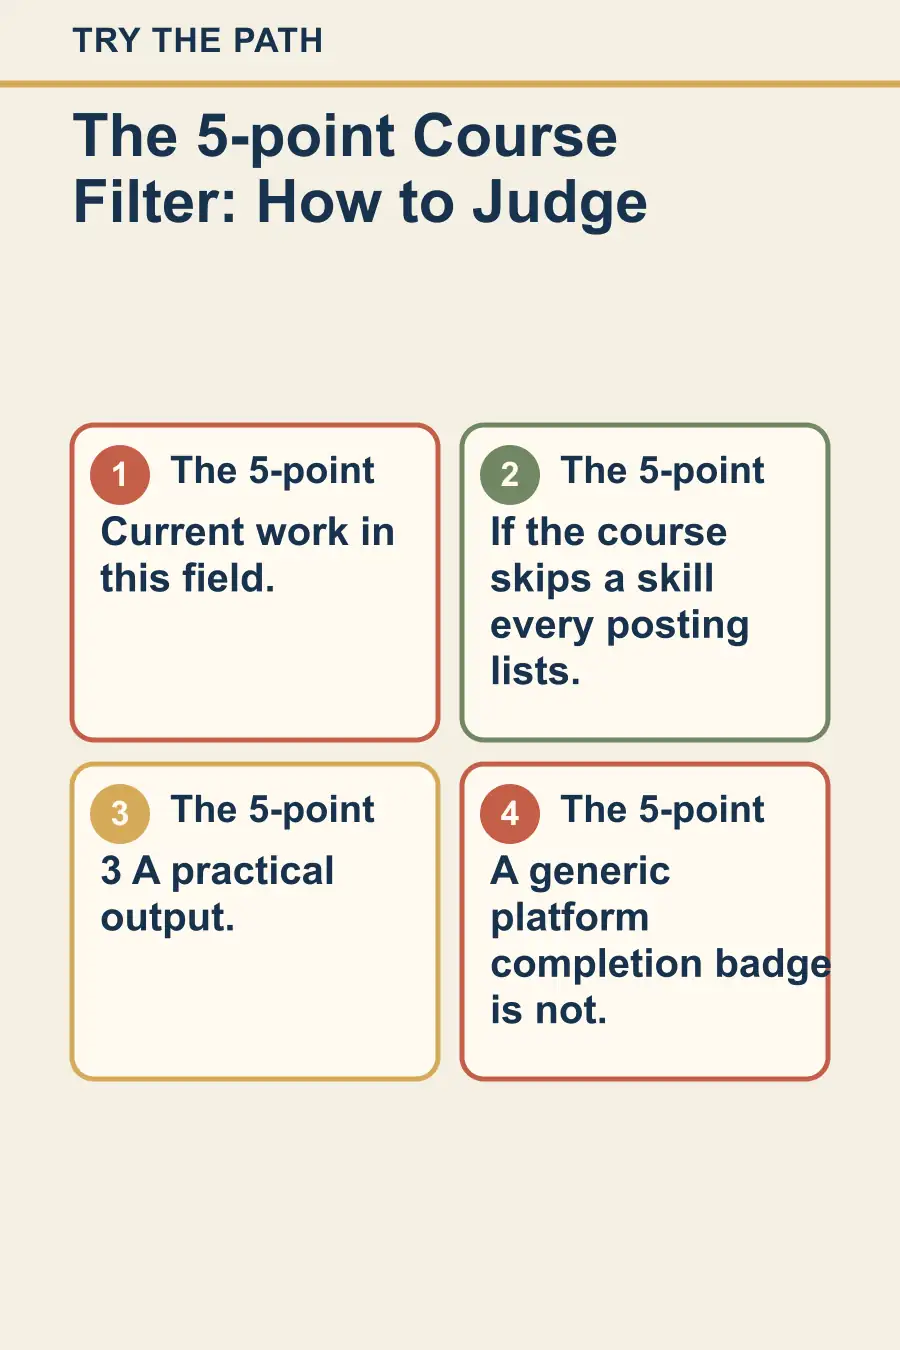 TRY THE PATH
The 5-point Course
Filter: How to Judge
1 The 5-point
Current work in
this field.
2 The 5-point
If the course
skips a skill
every posting
lists.
3 The 5-point
3 A practical
output.
4 The 5-point
A generic
platform
completion badge
is not.